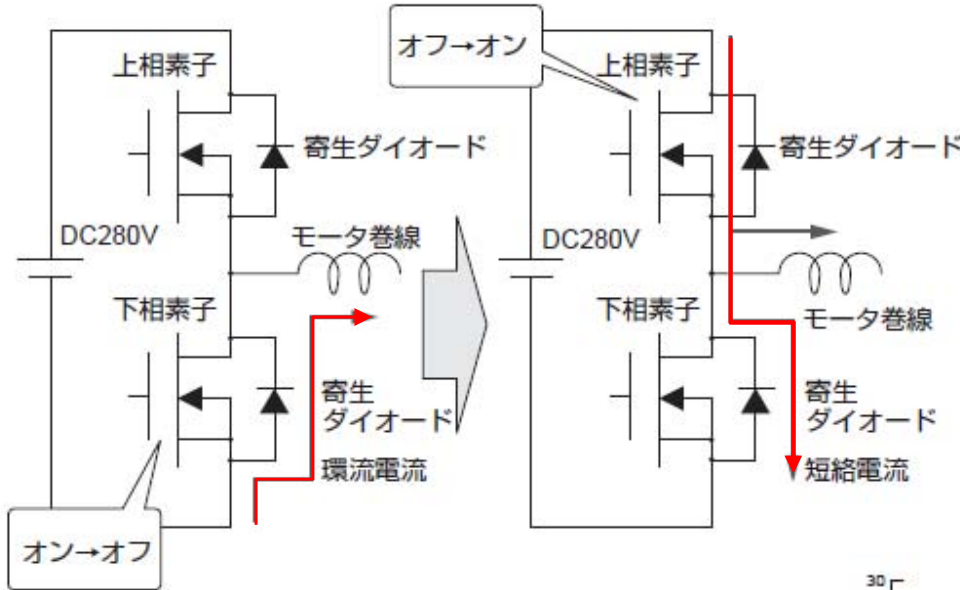 上相素子
寄生ダイオード
DC280V
モータ巻線
下相素子
寄生
ダイオード
環流電流
オン→オフ
オフ→オン
上相素子
寄生ダイオード
DC280V
モータ巻線
下相素子
寄生
ダイオード
短絡電流
30